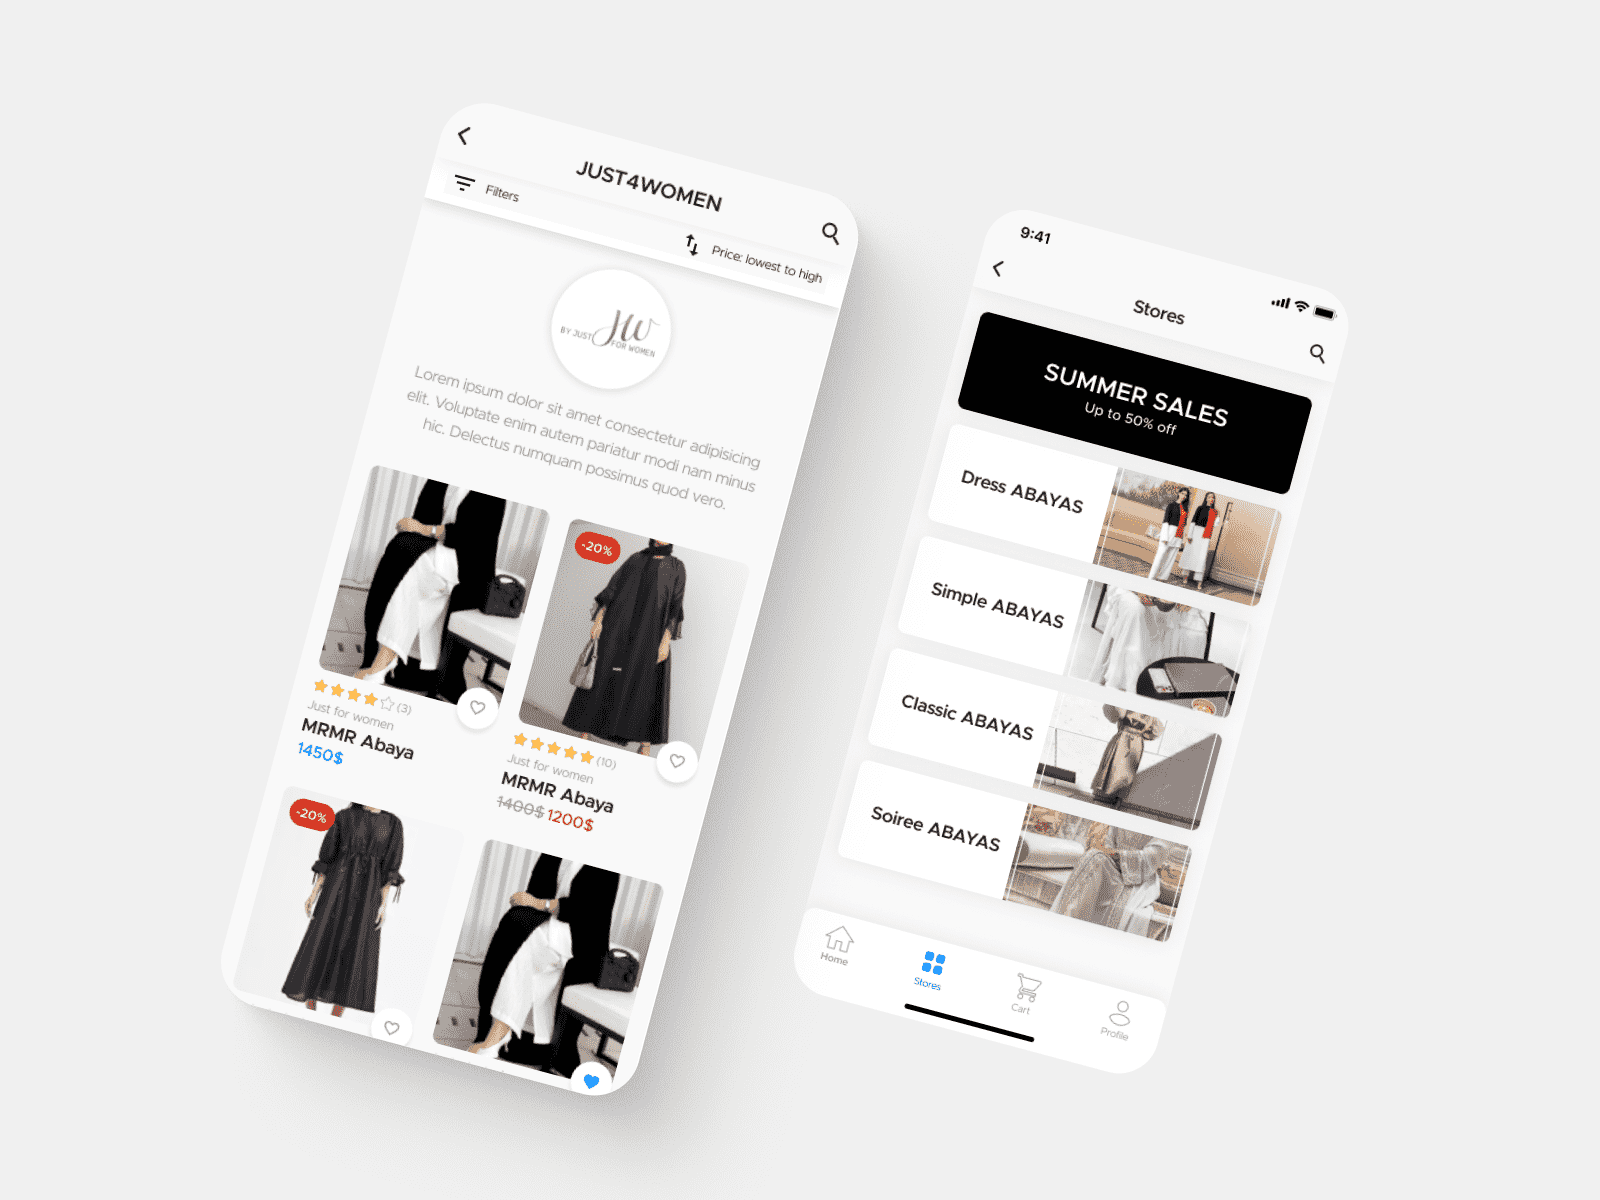 JUST4WOMEN
Filters
Price: lowest to high
JW
BY JUST
FOR WOMEN
Lorem ipsum dolor sit amet consectetur adipisicing
elit. Voluptate enim autem pariatur modi nam minus
hic. Delectus numquam possimus quod vero.
(3)
Just for women
MRMR Abaya
1450$
-20%
(10)
Just for women
MRMR Abaya
1400$ 1200$
-20%
9:41
Stores
SUMMER SALES
Up to 50% off
Dress ABAYAS
Simple ABAYAS
Classic ABAYAS
Soiree ABAYAS
Home
Stores
Cart
Profile